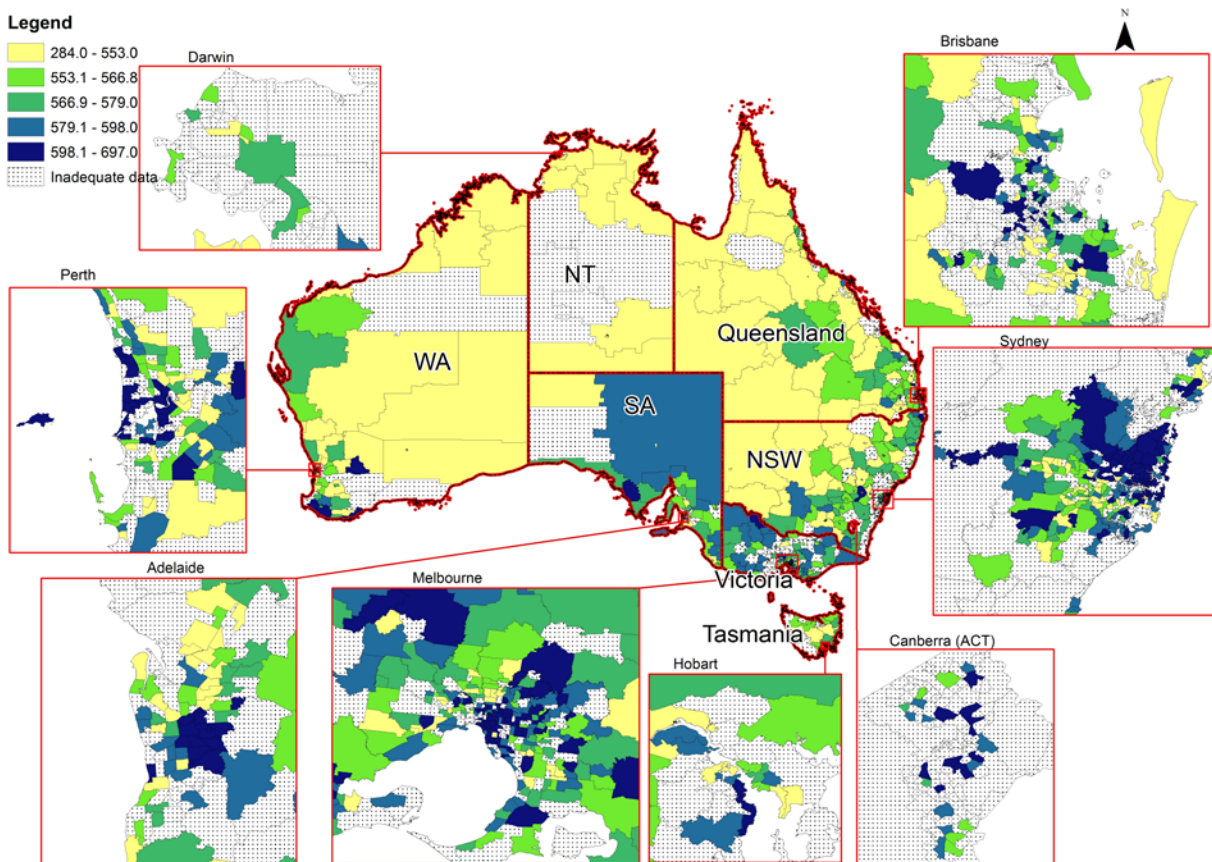 Legend
284.0 - 553.0
553.1 - 566.8
566.9 - 579.0
579.1 - 598.0
598.1 - 697.0
Inadequate data
Darwin
Brisbane
N
Perth
NT
Queensland
WA
SA
NSW
Sydney
Adelaide
Melbourne
Victoria
Tasmania
Hobart
Canberra (ACT)